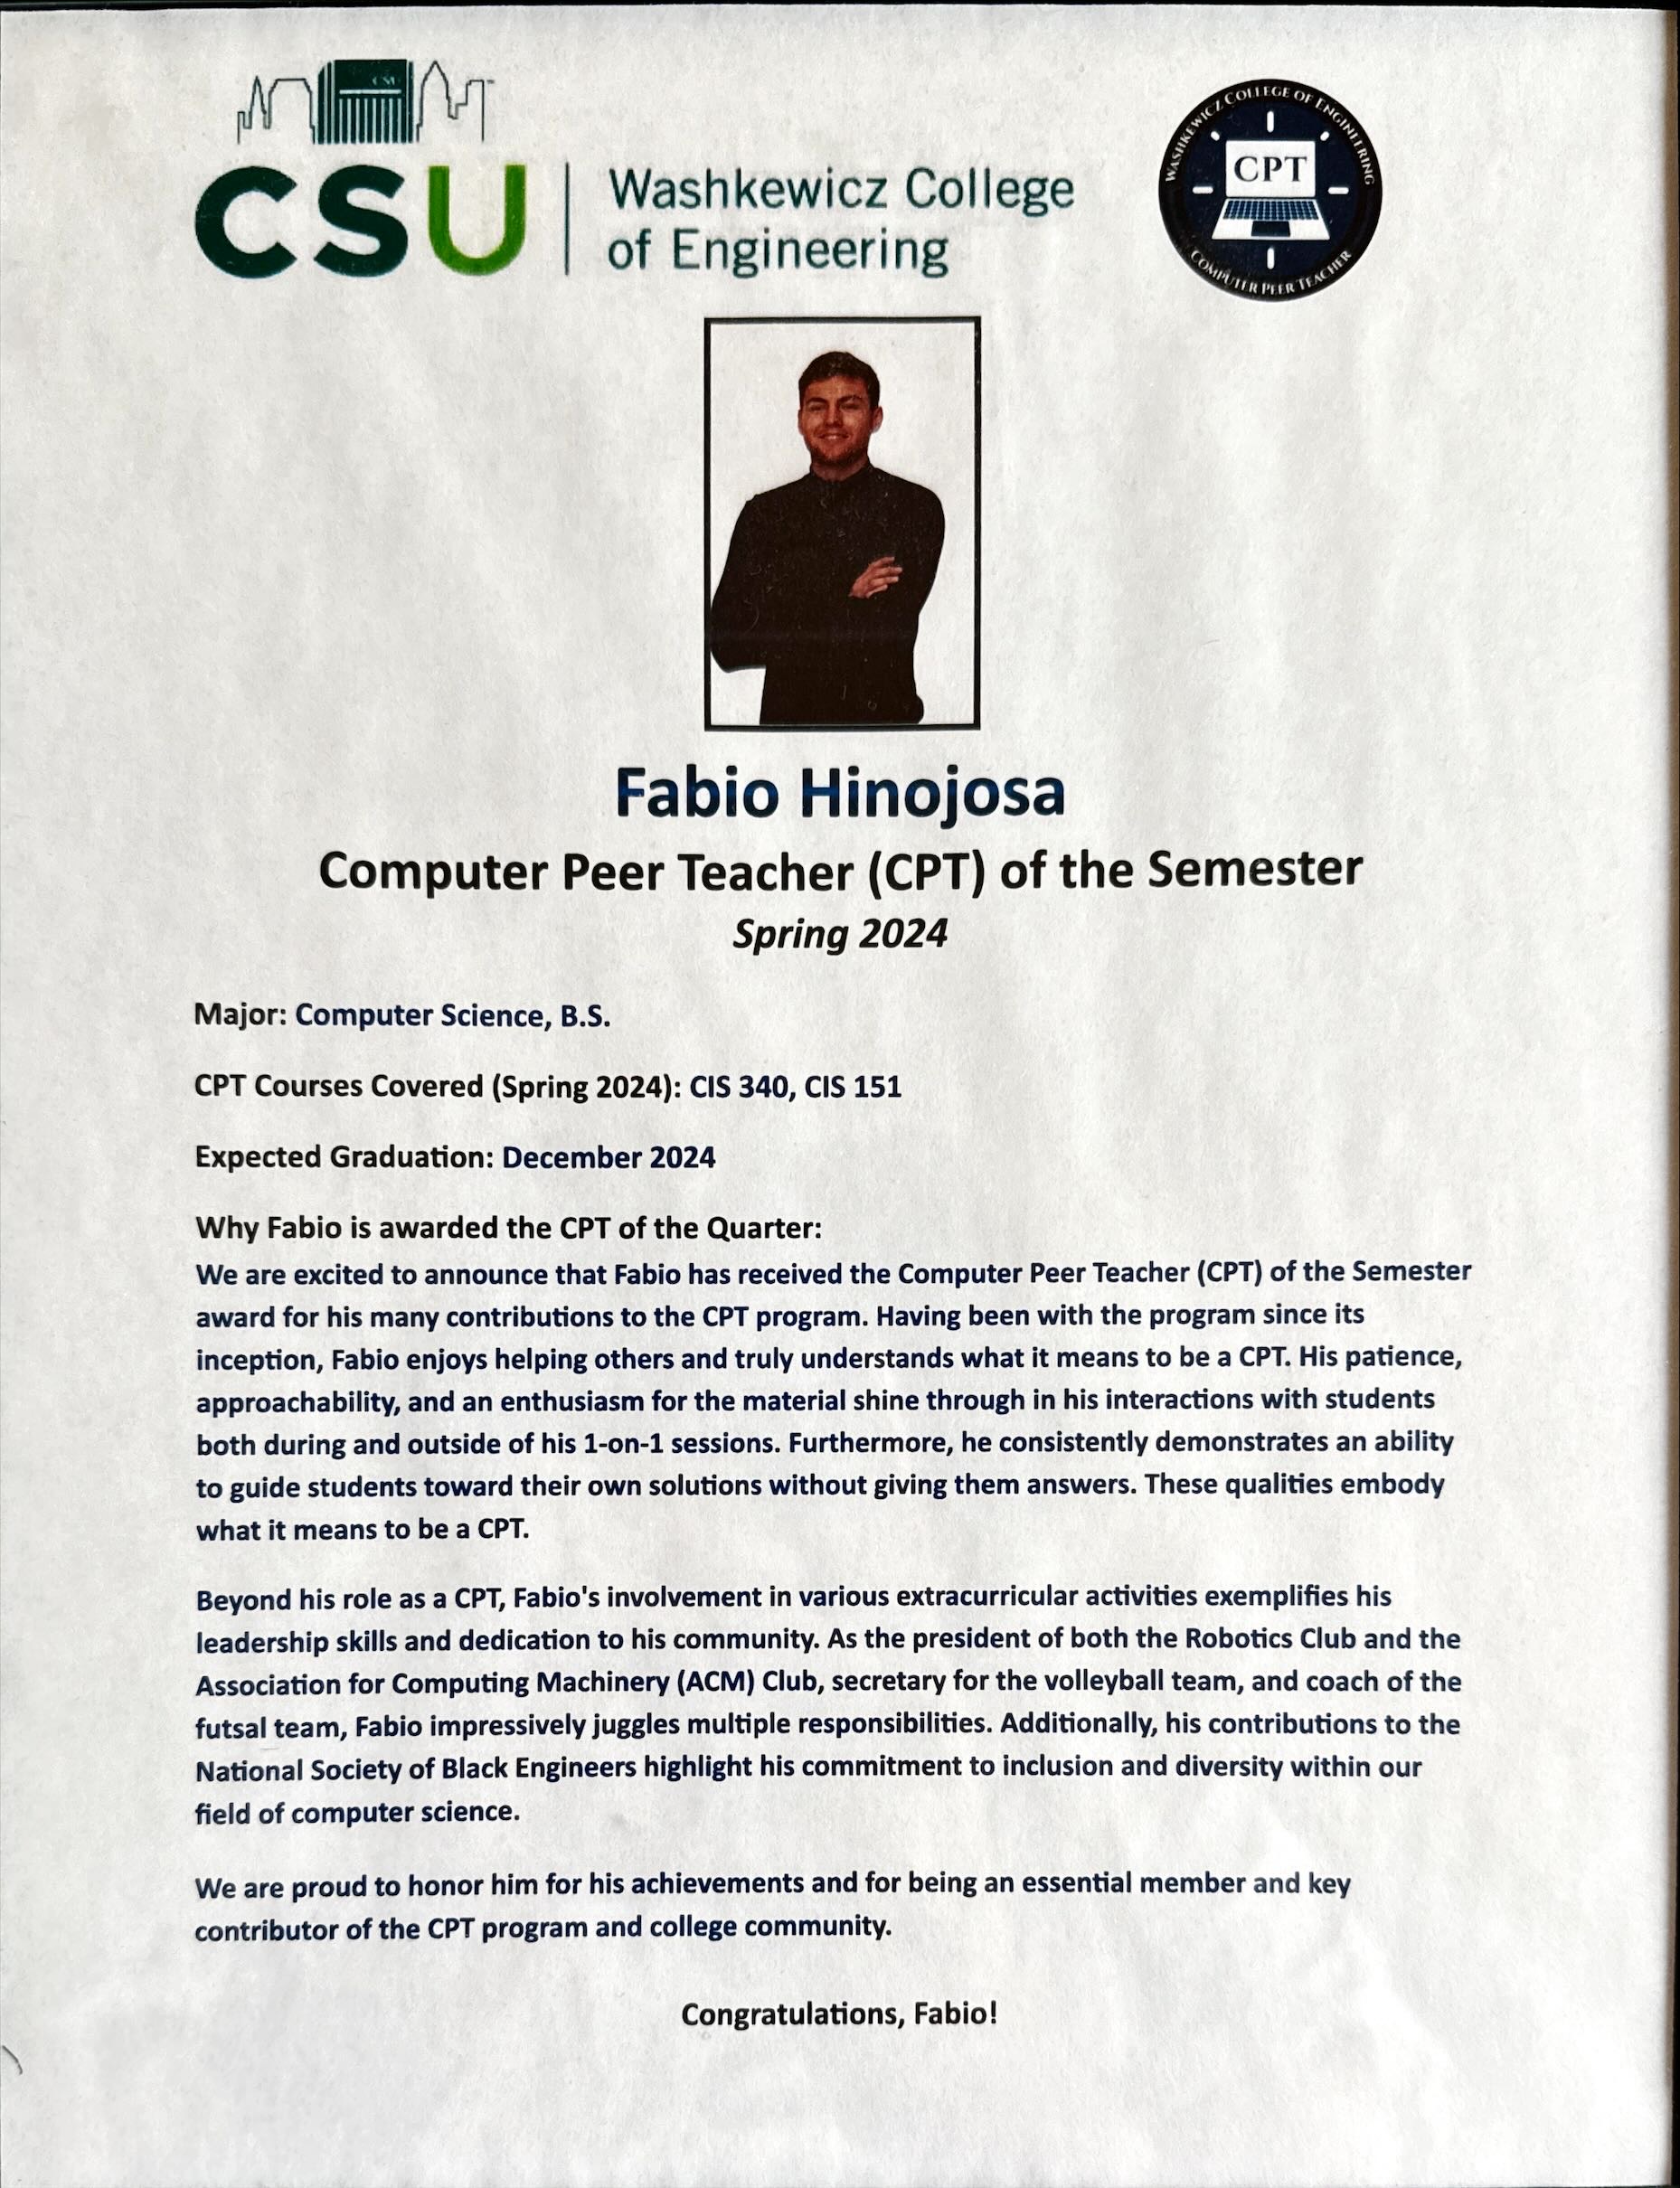 CSU
CSU
Washkewicz College
of Engineering
WASHKEWICZ COLLEGE OF ENGINEERING
CPT
COMPUTER PEER TEACHER
Fabio Hinojosa
Computer Peer Teacher (CPT) of the Semester
Spring 2024
Major: Computer Science, B.S.
CPT Courses Covered (Spring 2024): CIS 340, CIS 151
Expected Graduation: December 2024
Why Fabio is awarded the CPT of the Quarter:
We are excited to announce that Fabio has received the Computer Peer Teacher (CPT) of the Semester
award for his many contributions to the CPT program. Having been with the program since its
inception, Fabio enjoys helping others and truly understands what it means to be a CPT. His patience,
approachability, and an enthusiasm for the material shine through in his interactions with students
both during and outside of his 1-on-1 sessions. Furthermore, he consistently demonstrates an ability
to guide students toward their own solutions without giving them answers. These qualities embody
what it means to be a CPT.
Beyond his role as a CPT, Fabio's involvement in various extracurricular activities exemplifies his
leadership skills and dedication to his community. As the president of both the Robotics Club and the
Association for Computing Machinery (ACM) Club, secretary for the volleyball team, and coach of the
futsal team, Fabio impressively juggles multiple responsibilities. Additionally, his contributions to the
National Society of Black Engineers highlight his commitment to inclusion and diversity within our
field of computer science.
We are proud to honor him for his achievements and for being an essential member and key
contributor of the CPT program and college community.
Congratulations, Fabio!